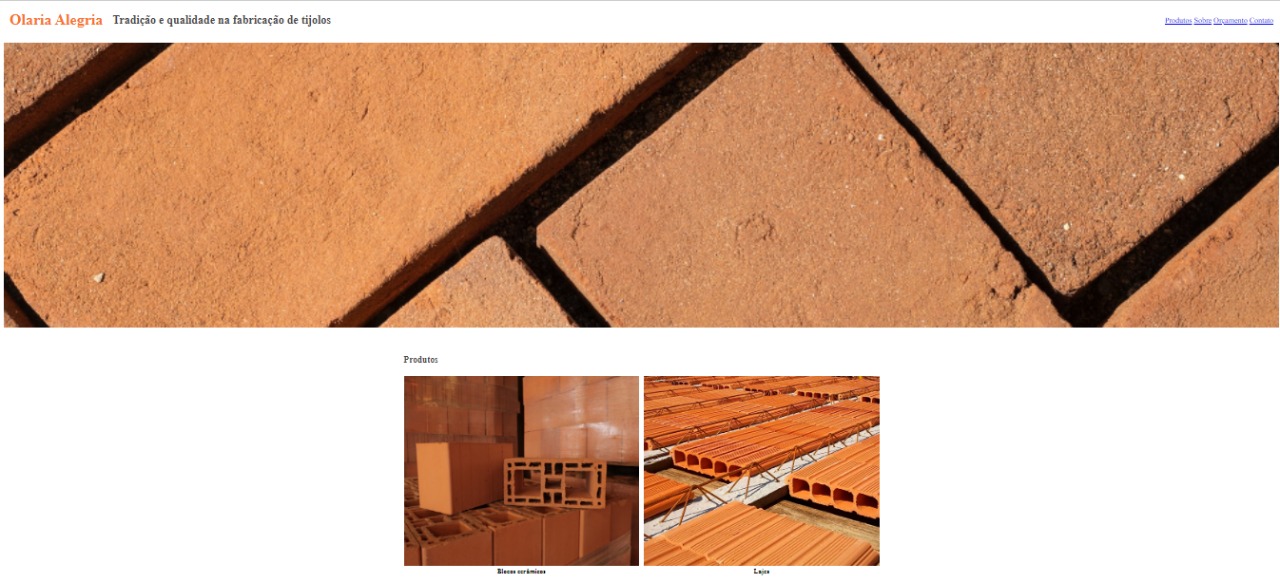 Olaria Alegria Tradição e qualidade na fabricação de tijolos Produtos Sobre Orçamento Contato
Produtos
Blocos cerâmicos Lajes